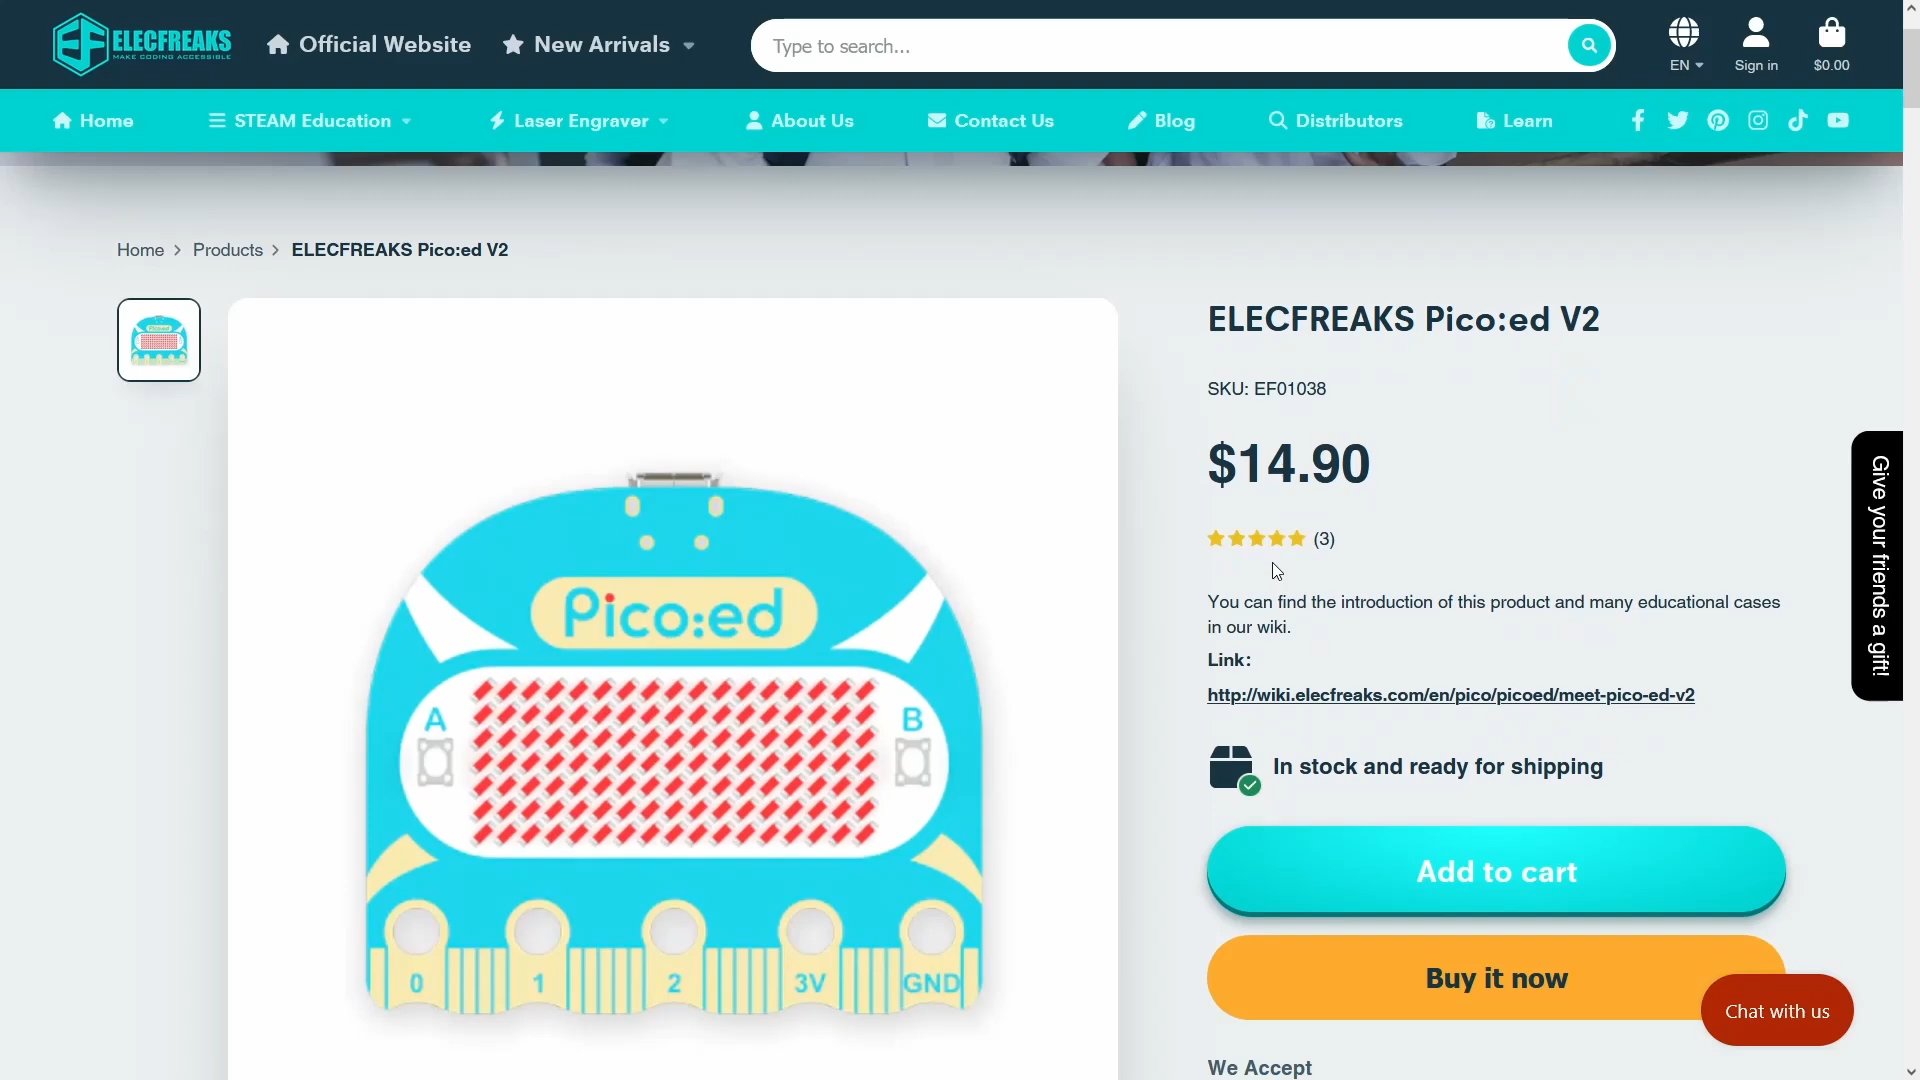 ELECFREAKS
MAKE CODING ACCESSIBLE
Official Website
New Arrivals
Type to search...
EN
Sign in
$0.00
Home
STEAM Education
Laser Engraver
About Us
Contact Us
Blog
Distributors
Learn
Home > Products > ELECFREAKS Pico:ed V2
ELECFREAKS Pico:ed V2
SKU: EF01038
$14.90
(3)
You can find the introduction of this product and many educational cases
in our wiki.
Link:
http://wiki.elecfreaks.com/en/pico/picoed/meet-pico-ed-v2
In stock and ready for shipping
Add to cart
Buy it now
We Accept
Pico:ed
A
B
0
1
2
3V
GND
Give your friends a gift!
Chat with us